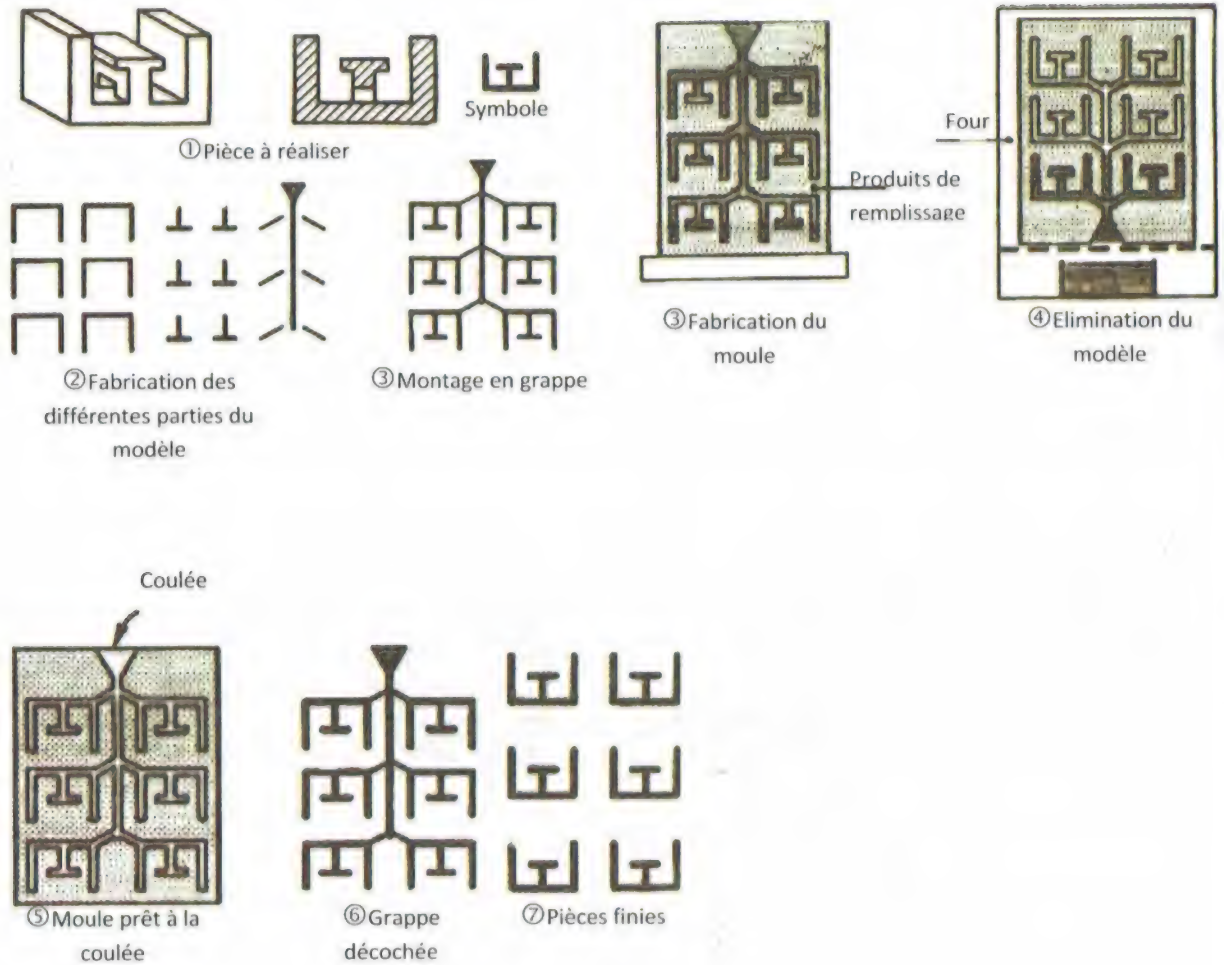 Symbole
①Pièce à réaliser
②Fabrication des
différentes parties du
modèle
③Montage en grappe
Produits de
remplissage
③Fabrication du
moule
Four
④Elimination du
modèle
Coulée
⑤Moule prêt à la
coulée
⑥Grappe
décochée
⑦Pièces finies